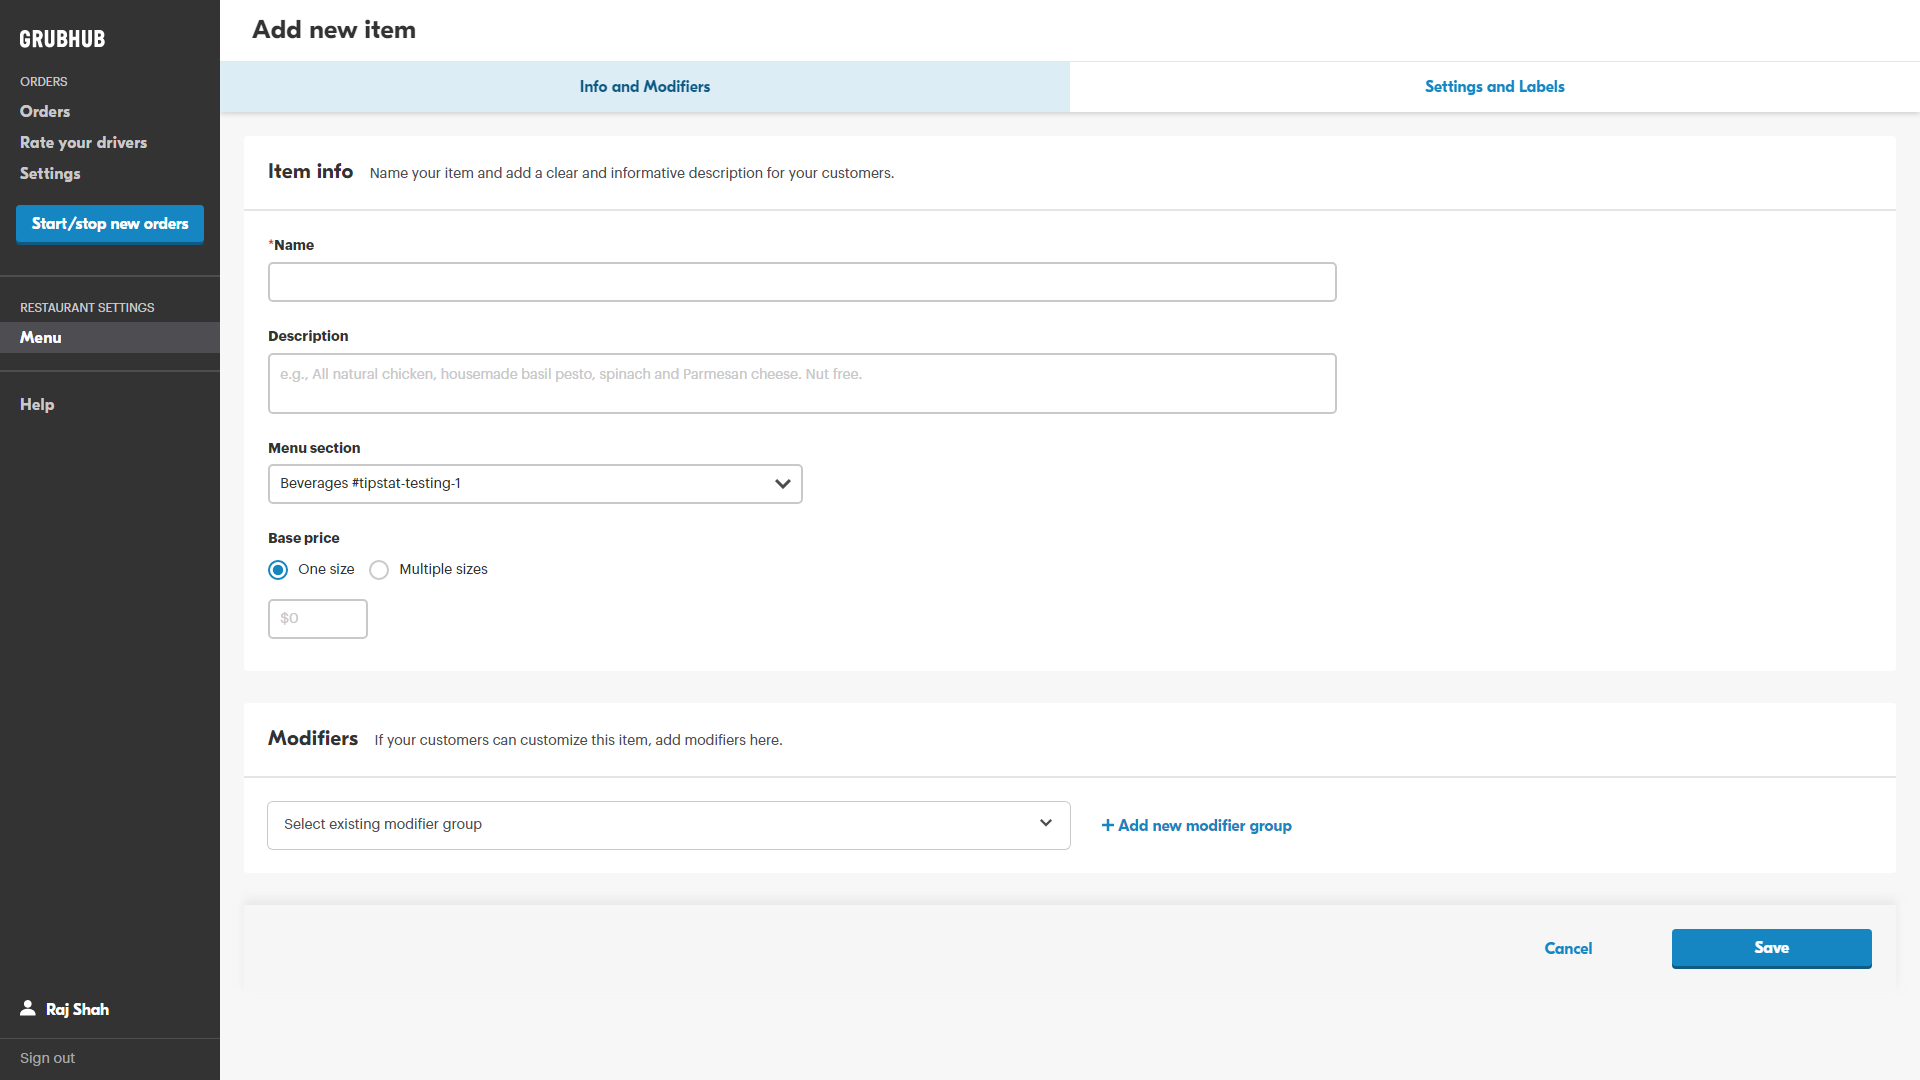 GRUBHUB
ORDERS
Orders
Rate your drivers
Settings
Start/stop new orders
RESTAURANT SETTINGS
Menu
Help
Raj Shah
Sign out
Add new item
Info and Modifiers
Settings and Labels
Item info Name your item and add a clear and informative description for your customers.
*Name
Description
e.g., All natural chicken, housemade basil pesto, spinach and Parmesan cheese. Nut free.
Menu section
Beverages #tipstat-testing-1
Base price
One size Multiple sizes
$0
Modifiers If your customers can customize this item, add modifiers here.
Select existing modifier group
+ Add new modifier group
Cancel
Save